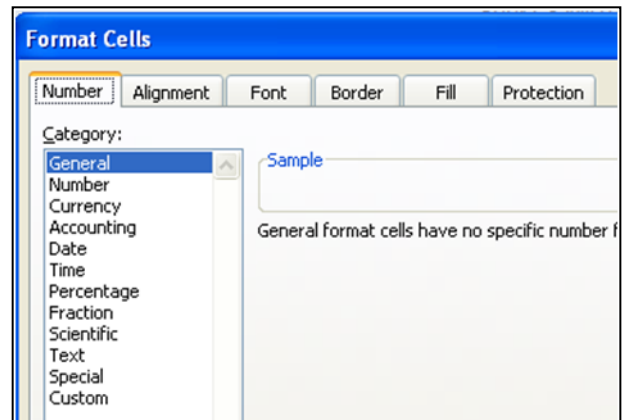 Format Cells
Number Alignment Font Border Fill Protection
Category:
General
Number
Currency
Accounting
Date
Time
Percentage
Fraction
Scientific
Text
Special
Custom
Sample
General format cells have no specific number